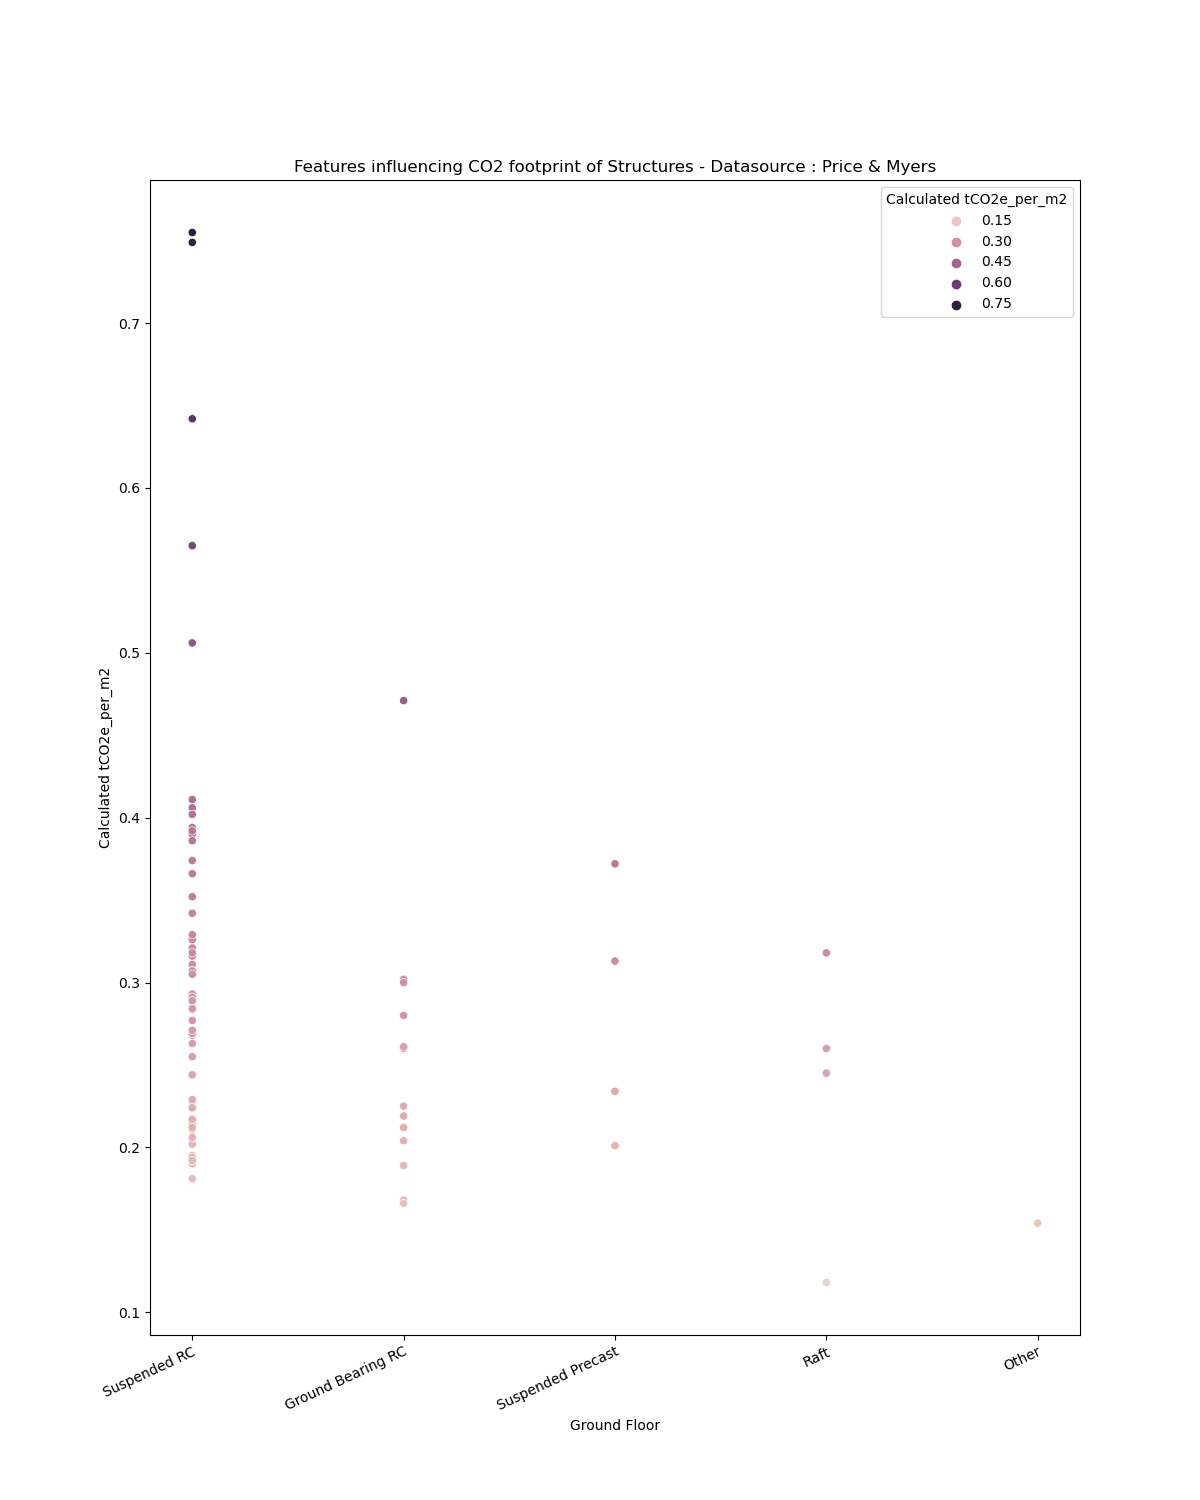 Features influencing CO2 footprint of Structures - Datasource : Price & Myers
Calculated tCO2e_per_m2
0.15
0.30
0.45
0.60
0.75
0.7
0.6
0.5
0.4
0.3
0.2
0.1
Calculated tCO2e_per_m2
Suspended RC
Ground Bearing RC
Suspended Precast
Raft
Other
Ground Floor